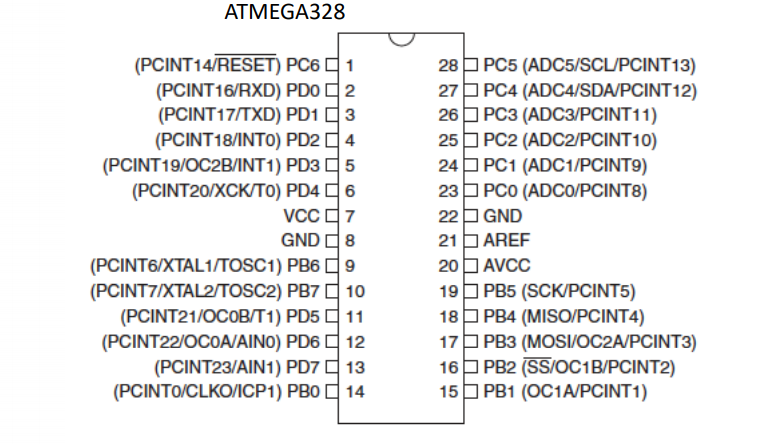 ATMEGA328
(PCINT14/RESET) PC6 1 28 PC5 (ADC5/SCL/PCINT13)
(PCINT16/RXD) PD0 2 27 PC4 (ADC4/SDA/PCINT12)
(PCINT17/TXD) PD1 3 26 PC3 (ADC3/PCINT11)
(PCINT18/INT0) PD2 4 25 PC2 (ADC2/PCINT10)
(PCINT19/OC2B/INT1) PD3 5 24 PC1 (ADC1/PCINT9)
(PCINT20/XCK/T0) PD4 6 23 PC0 (ADC0/PCINT8)
VCC 7 22 GND
GND 8 21 AREF
(PCINT6/XTAL1/TOSC1) PB6 9 20 AVCC
(PCINT7/XTAL2/TOSC2) PB7 10 19 PB5 (SCK/PCINT5)
(PCINT21/OC0B/T1) PD5 11 18 PB4 (MISO/PCINT4)
(PCINT22/OC0A/AIN0) PD6 12 17 PB3 (MOSI/OC2A/PCINT3)
(PCINT23/AIN1) PD7 13 16 PB2 (SS/OC1B/PCINT2)
(PCINT0/CLKO/ICP1) PB0 14 15 PB1 (OC1A/PCINT1)